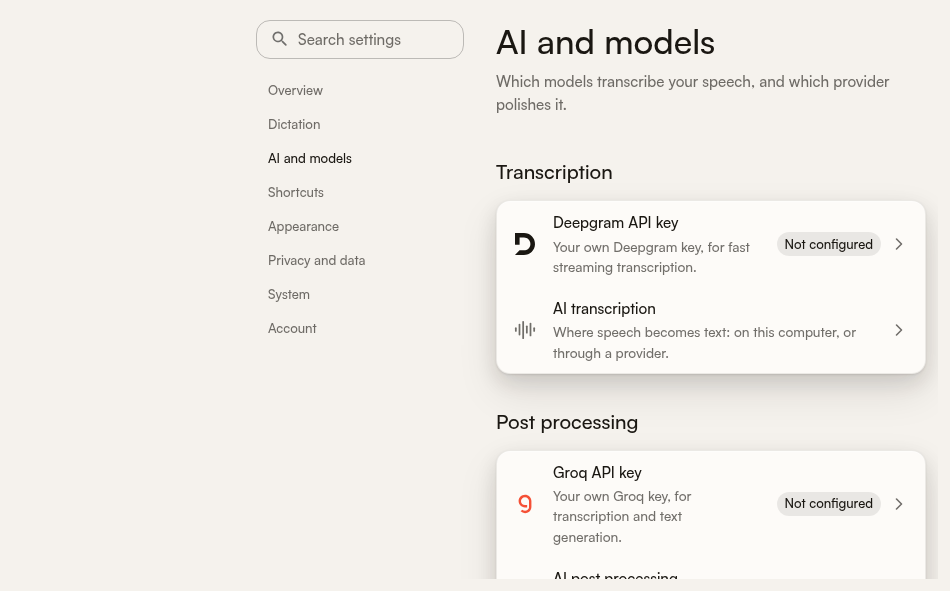 Search settings
Overview
Dictation
AI and models
Shortcuts
Appearance
Privacy and data
System
Account
AI and models
Which models transcribe your speech, and which provider
polishes it.
Transcription
Deepgram API key
Your own Deepgram key, for fast
streaming transcription.
Not configured
AI transcription
Where speech becomes text: on this computer, or
through a provider.
Post processing
Groq API key
Your own Groq key, for
transcription and text
generation.
Not configured
AI post processing